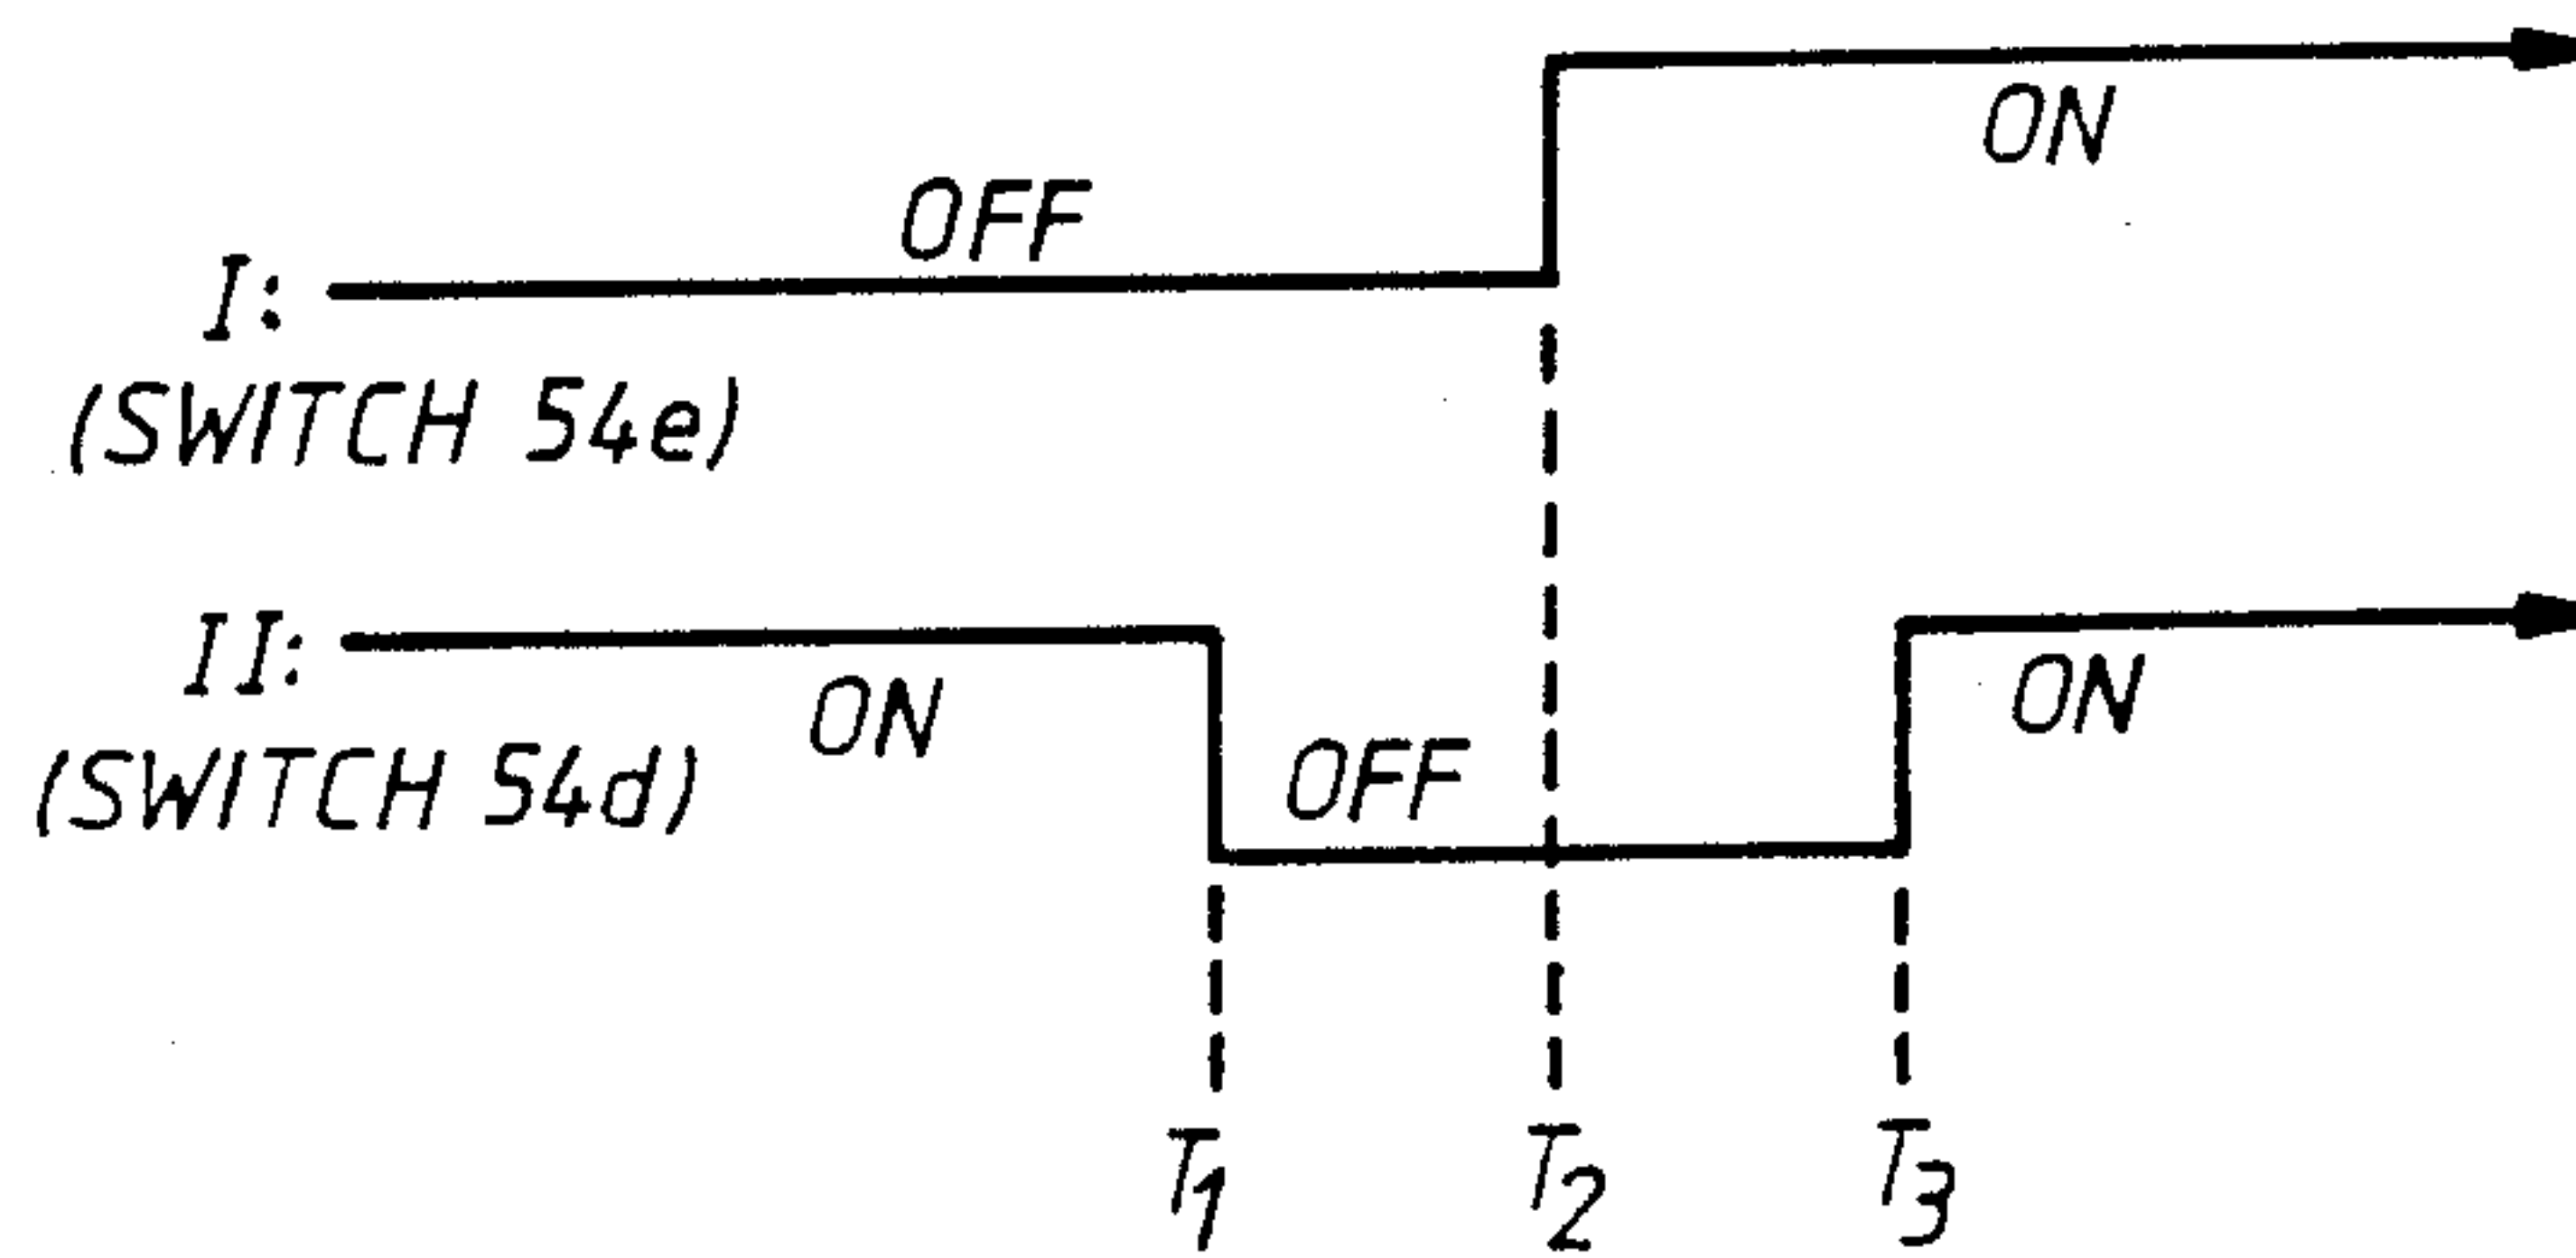 ON
OFF
I:
(SWITCH 54e)
II:
ON
ON
(SWITCH 54d)
OFF
T1 T2 T3